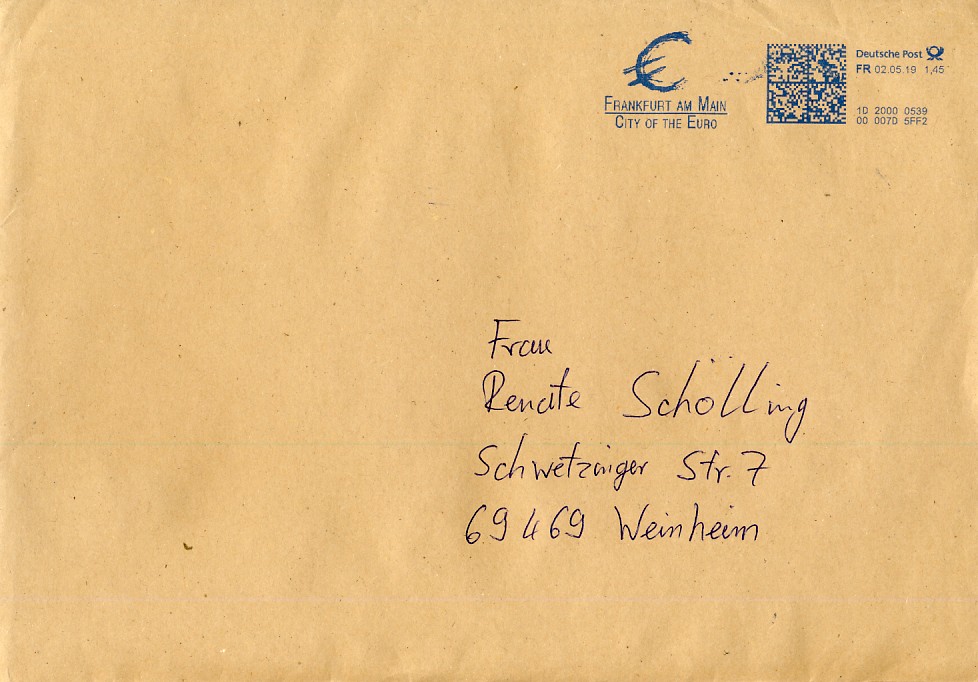 €
FRANKFURT AM MAIN
CITY OF THE EURO
Deutsche Post
FR 02.05.19 1,45
1D 2000 0539
00 007D 5FF2
Frau
Renate Schölling
Schwetzinger Str. 7
69469 Weinheim